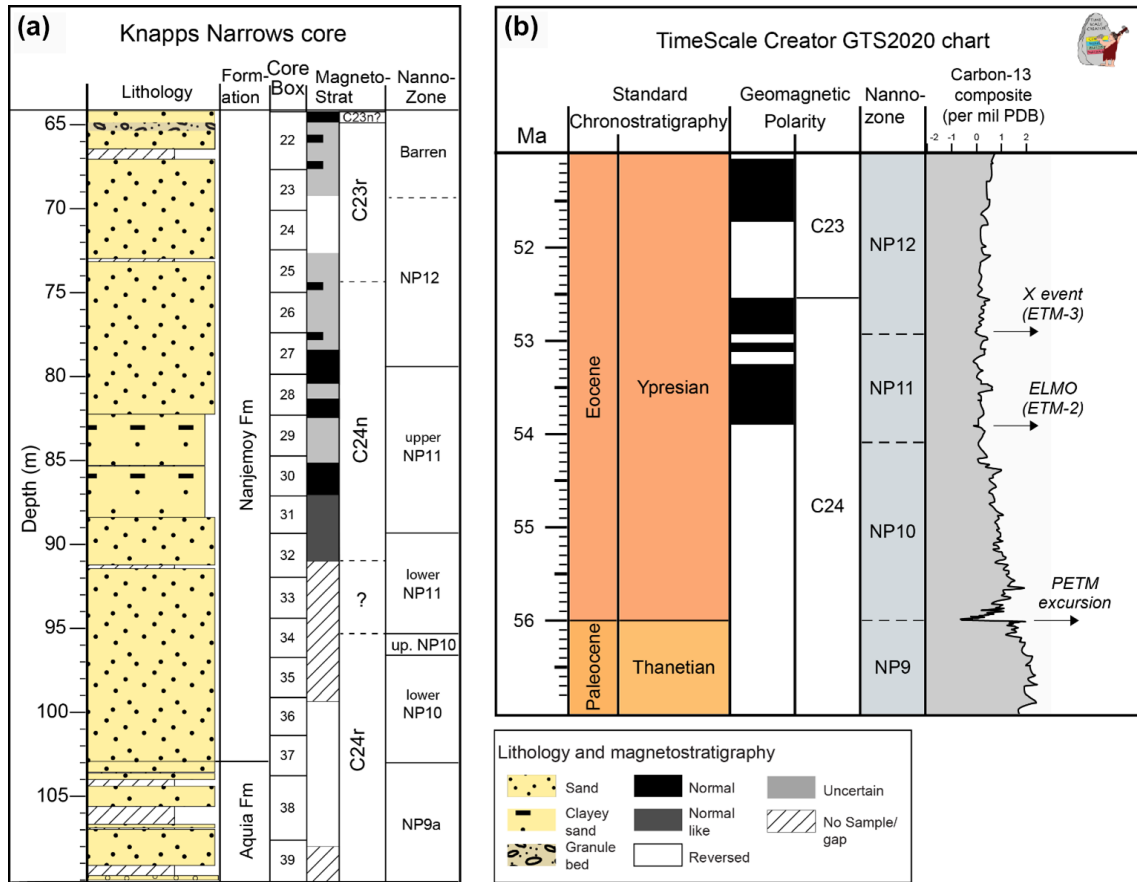 (a)
Knapps Narrows core
Lithology
Form-
ation
Core
Box
Magneto-
Strat
Nanno-
Zone
Depth (m)
65
70
75
80
85
90
95
100
105
Nanjemoy Fm
Aquia Fm
22
23
24
25
26
27
28
29
30
31
32
33
34
35
36
37
38
39
C23n?
C23r
C24n
?
C24r
Barren
NP12
upper
NP11
lower
NP11
up. NP10
lower
NP10
NP9a
(b)
TimeScale Creator GTS2020 chart
Ma
Standard
Chronostratigraphy
Geomagnetic
Polarity
Nanno-
zone
Carbon-13
composite
(per mil PDB)
-2 -1 0 1 2
52
53
54
55
56
Eocene
Paleocene
Ypresian
Thanetian
C23
C24
NP12
NP11
NP10
NP9
X event
(ETM-3)
ELMO
(ETM-2)
PETM
excursion
Lithology and magnetostratigraphy
Sand
Clayey
sand
Granule
bed
Normal
Normal
like
Reversed
Uncertain
No Sample/
gap